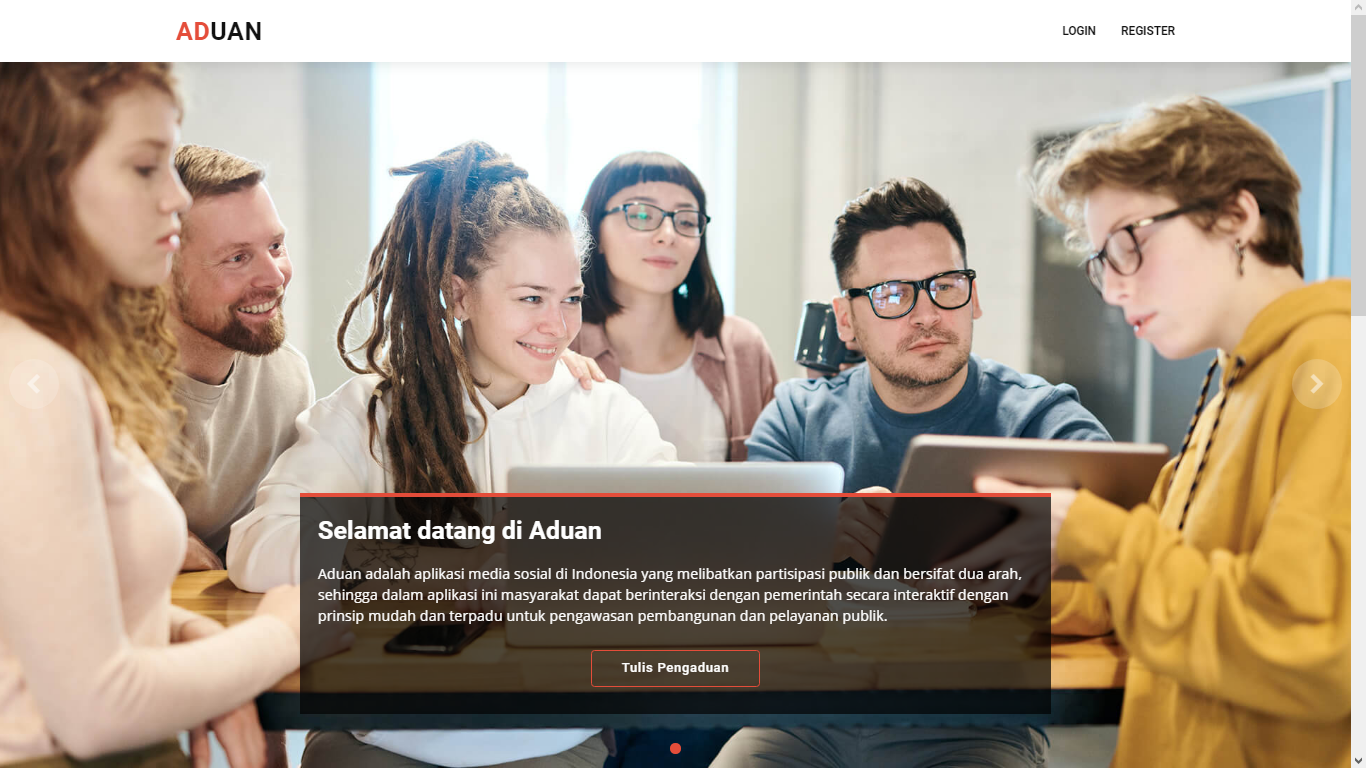 ADUAN
LOGIN REGISTER
Selamat datang di Aduan
Aduan adalah aplikasi media sosial di Indonesia yang melibatkan partisipasi publik dan bersifat dua arah,
sehingga dalam aplikasi ini masyarakat dapat berinteraksi dengan pemerintah secara interaktif dengan
prinsip mudah dan terpadu untuk pengawasan pembangunan dan pelayanan publik.
Tulis Pengaduan